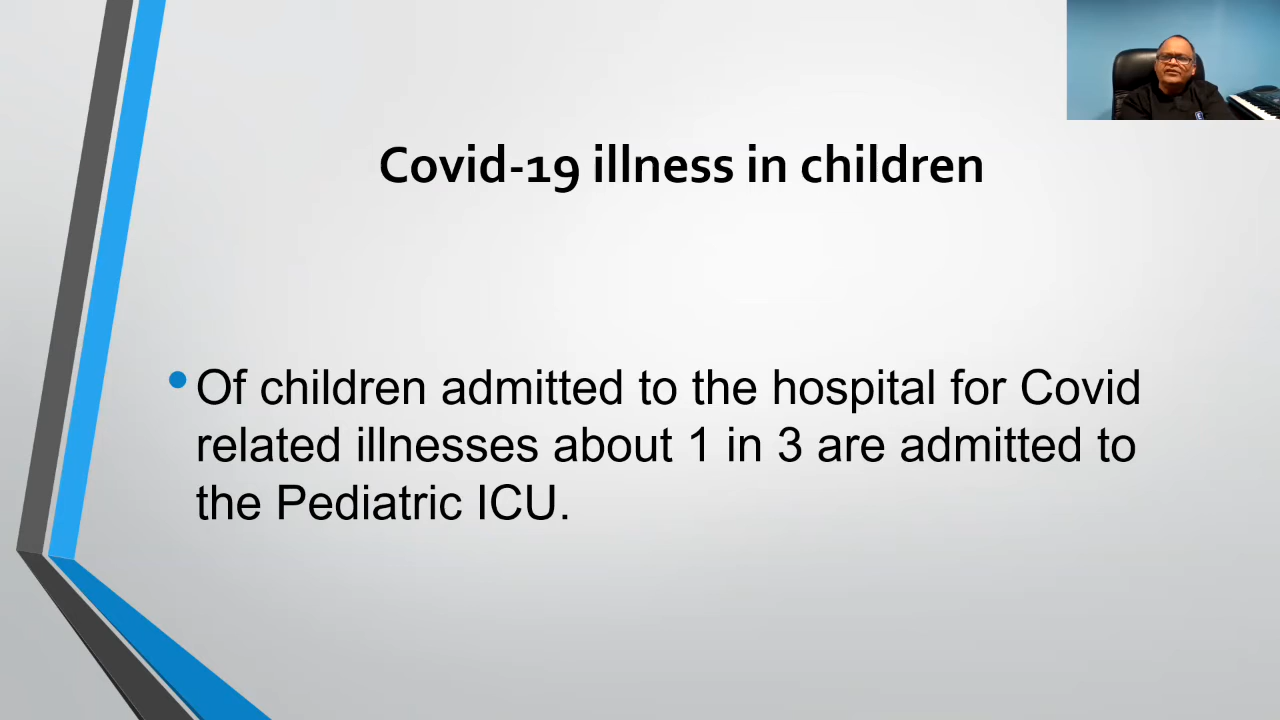 Covid-19 illness in children
• Of children admitted to the hospital for Covid
related illnesses about 1 in 3 are admitted to
the Pediatric ICU.